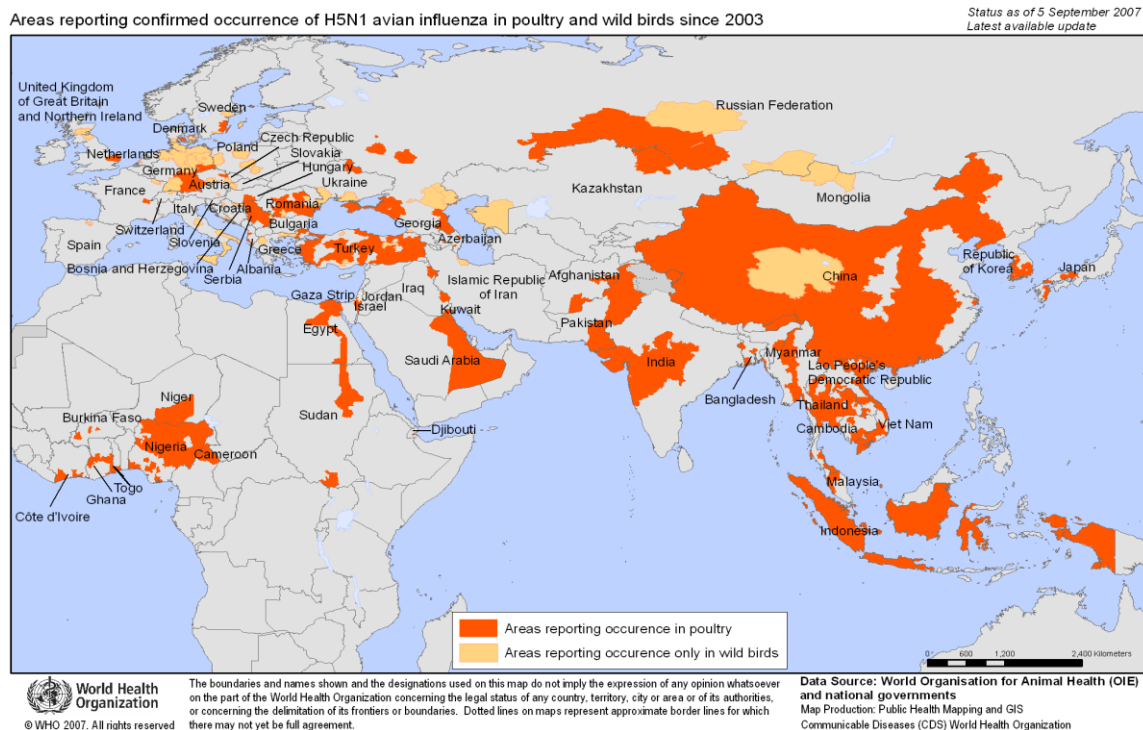 Areas reporting confirmed occurrence of H5N1 avian influenza in poultry and wild birds since 2003
Status as of 5 September 2007
Latest available update
United Kingdom
of Great Britain
and Northern Ireland
Sweden
Russian Federation
Denmark
Czech Republic
Netherlands
Poland
Slovakia
Germany
Hungary
France
Austria
Ukraine
Kazakhstan
Mongolia
Italy
Croatia
Romania
Switzerland
Bulgaria
Georgia
Spain
Slovenia
Greece
Turkey
Azerbaijan
Republic
of Korea
Japan
Bosnia and Herzegovina
Albania
Serbia
Islamic Republic
of Iran
Afghanistan
China
Gaza Strip
Jordan
Iraq
Israel
Kuwait
Egypt
Pakistan
Saudi Arabia
India
Myanmar
Lao People's
Democratic Republic
Niger
Bangladesh
Thailand
Burkina Faso
Sudan
Cambodia
Viet Nam
Djibouti
Nigeria
Cameroon
Togo
Ghana
Côte d'Ivoire
Malaysia
Indonesia
Areas reporting occurence in poultry
Areas reporting occurence only in wild birds
0 600 1,200 2,400 Kilometers
World Health
Organization
© WHO 2007. All rights reserved
The boundaries and names shown and the designations used on this map do not imply the expression of any opinion whatsoever
on the part of the World Health Organization concerning the legal status of any country, territory, city or area or of its authorities,
or concerning the delimitation of its frontiers or boundaries. Dotted lines on maps represent approximate border lines for which
there may not yet be full agreement.
Data Source: World Organisation for Animal Health (OIE)
and national governments
Map Production: Public Health Mapping and GIS
Communicable Diseases (CDS) World Health Organization